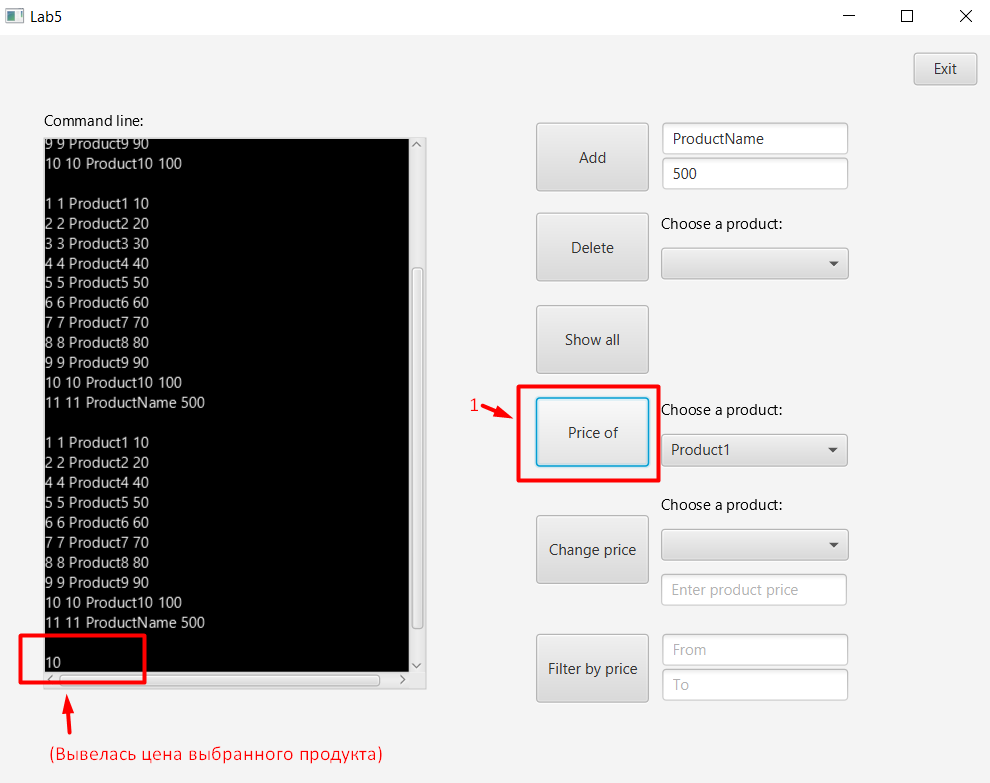 Lab5
Exit
Command line:
9 9 Product9 90
10 10 Product10 100
1 1 Product1 10
2 2 Product2 20
3 3 Product3 30
4 4 Product4 40
5 5 Product5 50
6 6 Product6 60
7 7 Product7 70
8 8 Product8 80
9 9 Product9 90
10 10 Product10 100
11 11 ProductName 500
1 1 Product1 10
2 2 Product2 20
4 4 Product4 40
5 5 Product5 50
6 6 Product6 60
7 7 Product7 70
8 8 Product8 80
9 9 Product9 90
10 10 Product10 100
11 11 ProductName 500
10
(Вывелась цена выбранного продукта)
Add
ProductName
500
Delete
Choose a product:
Show all
1
Price of
Choose a product:
Product1
Change price
Choose a product:
Enter product price
Filter by price
From
To